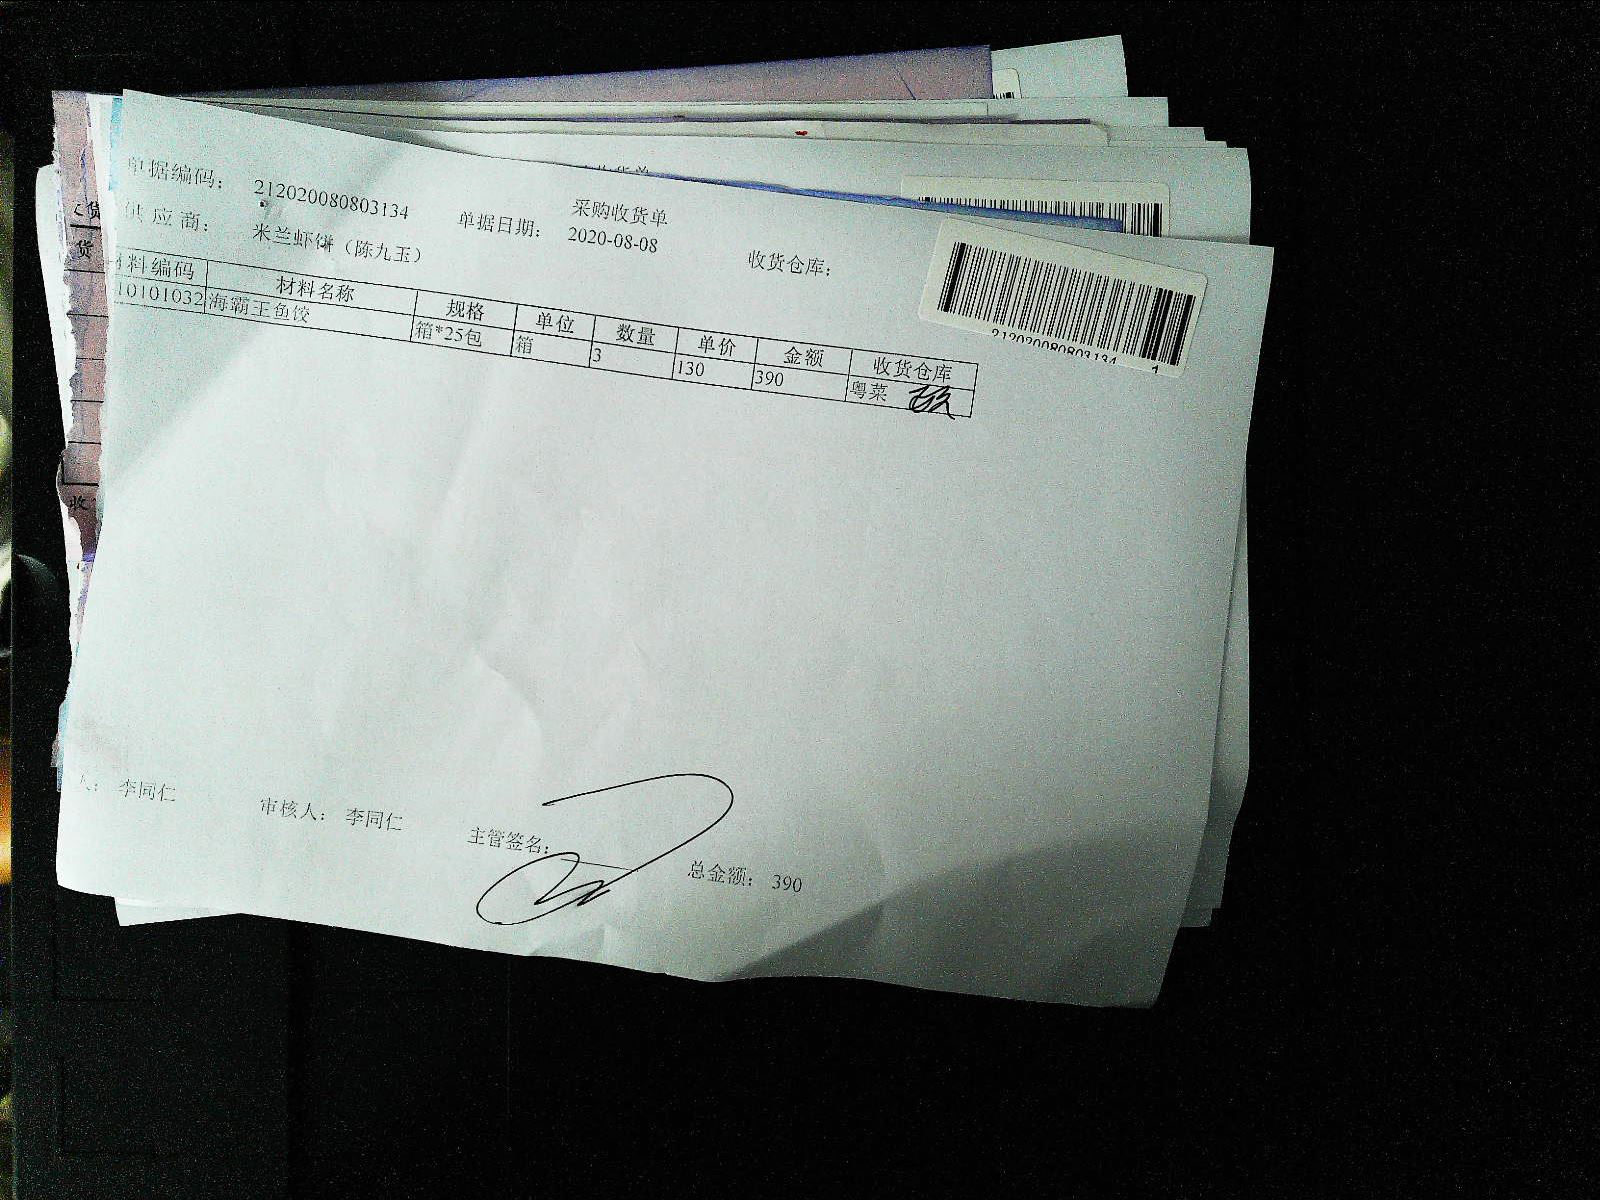 采购收货单
单据编码： 212020080803134 单据日期： 2020-08-08 收货仓库：
供应商： 米兰虾饼（陈九玉）
材料编码 材料名称 规格 单位 数量 单价 金额 收货仓库
10101032 海霸王鱼饺 箱*25包 箱 3 130 390 粤菜
212020080803134 1
人： 李同仁 审核人： 李同仁 主管签名： 总金额： 390